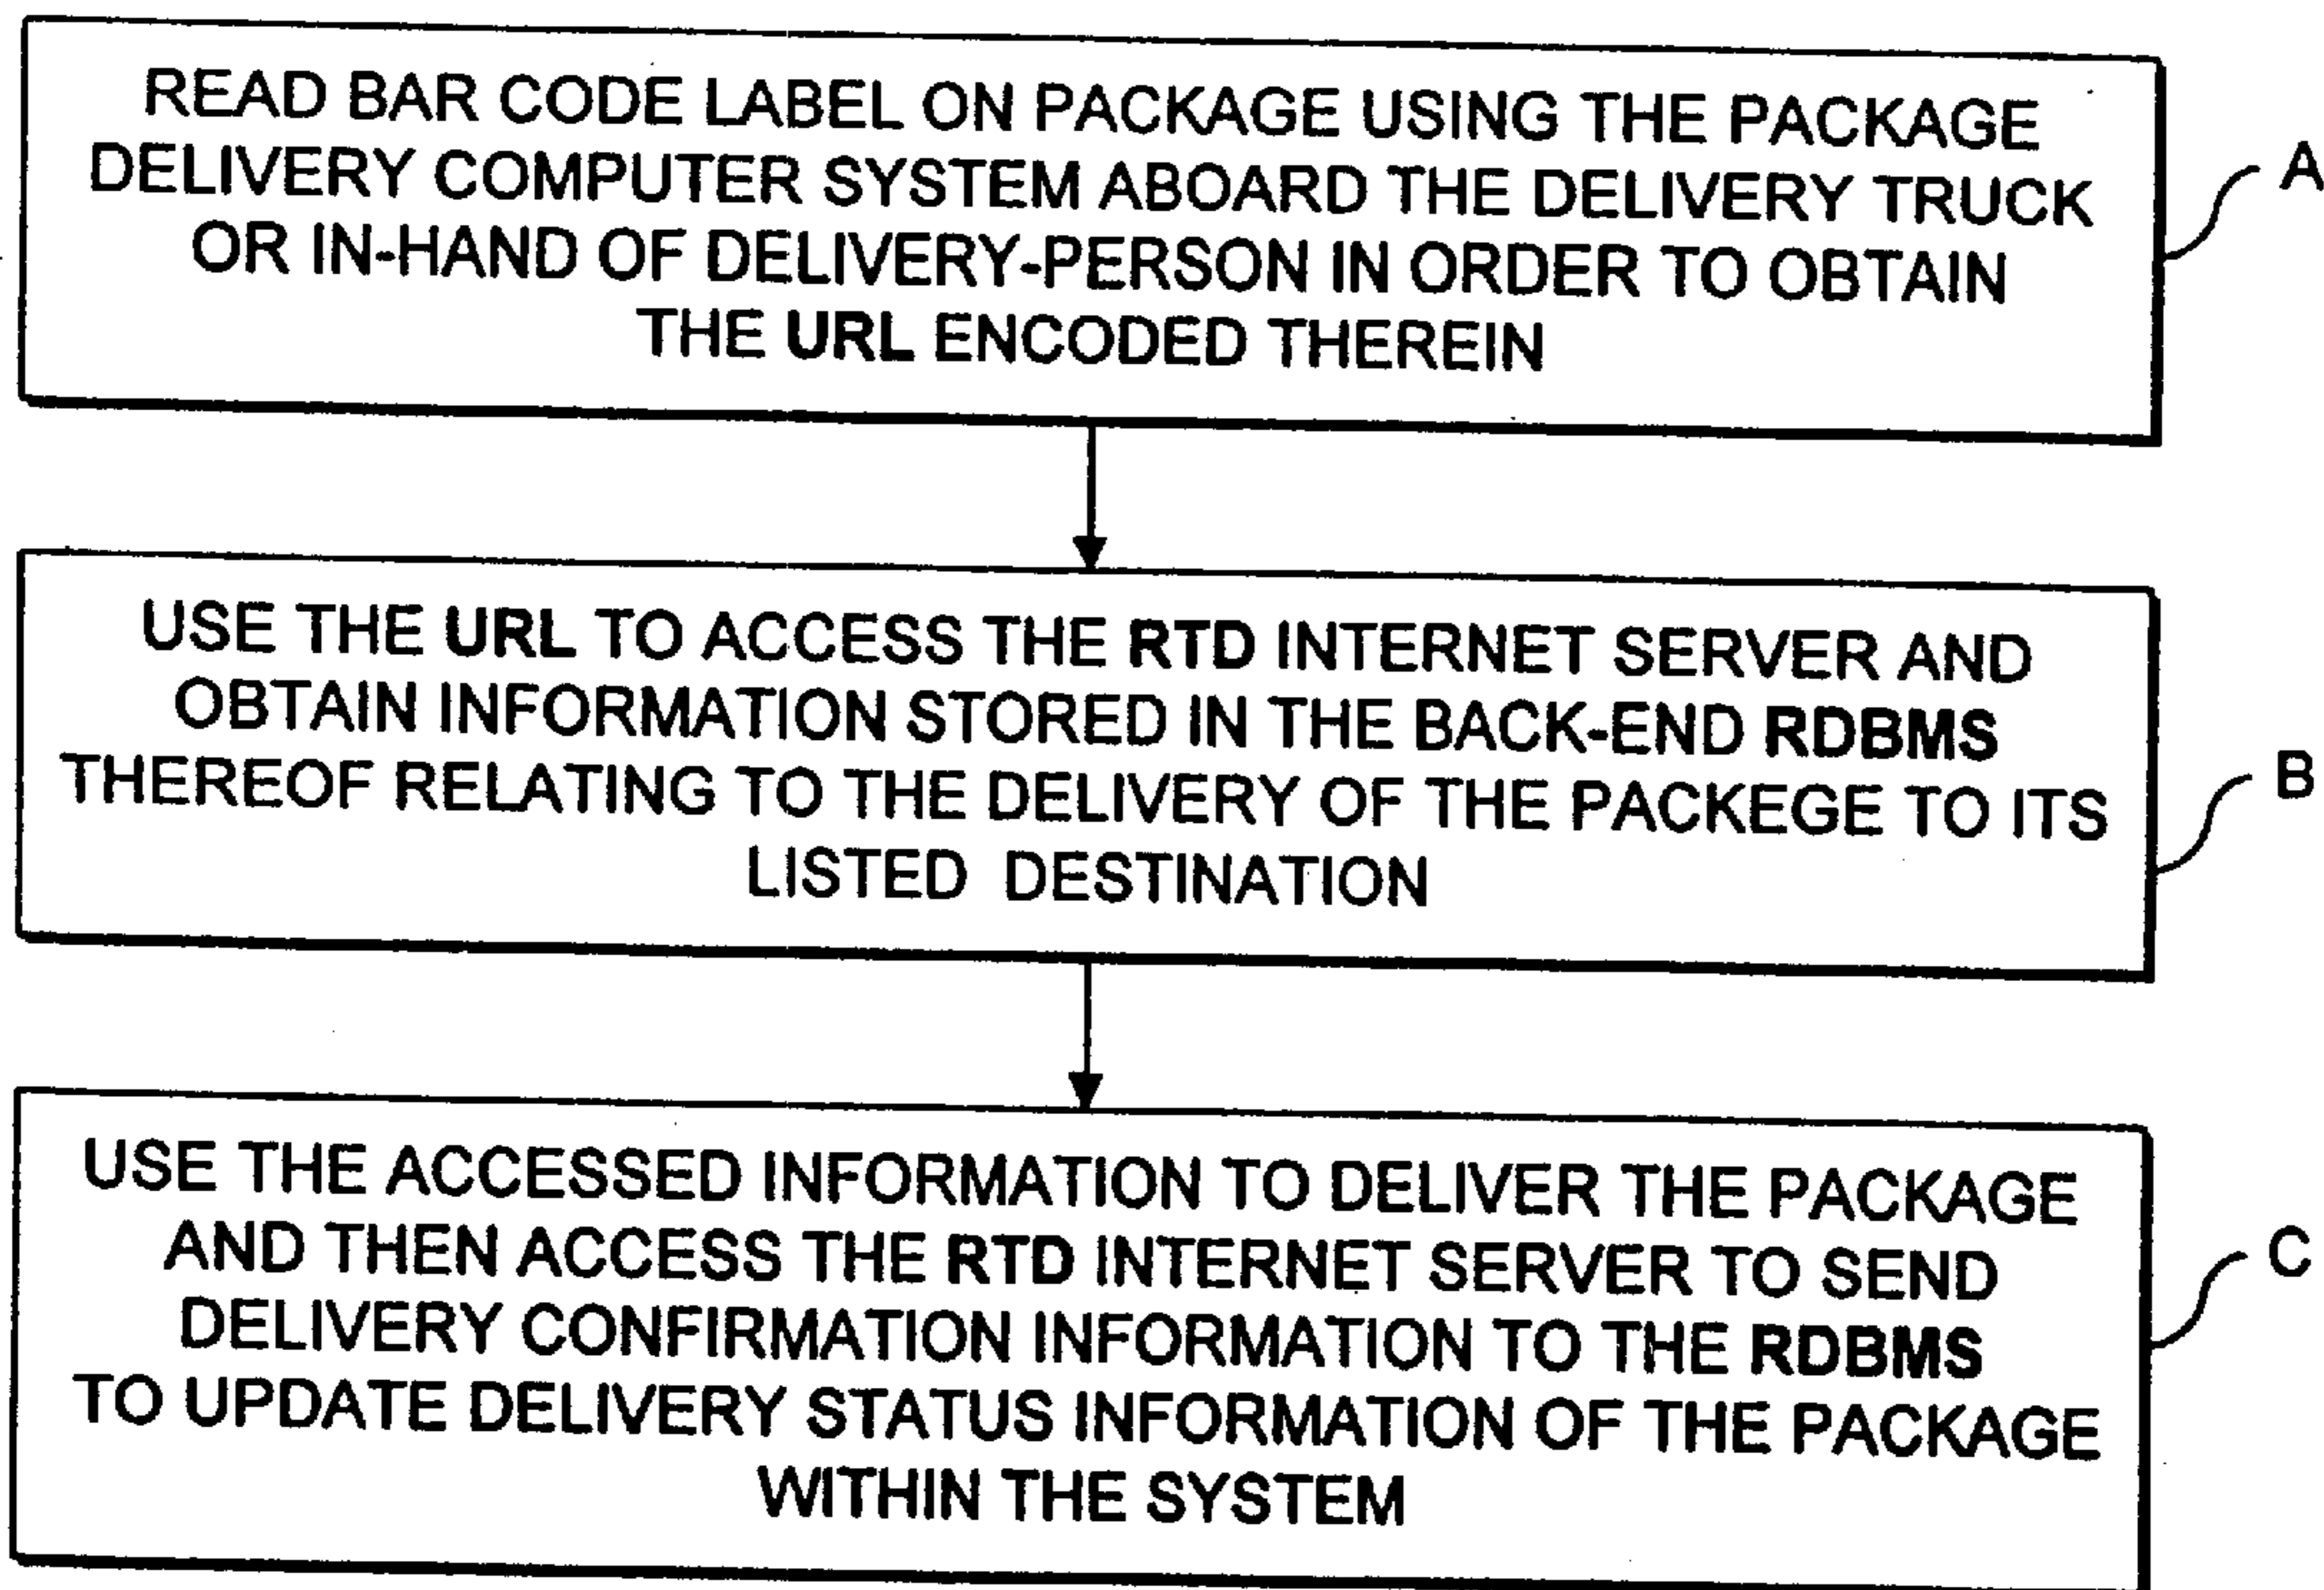 READ BAR CODE LABEL ON PACKAGE USING THE PACKAGE
DELIVERY COMPUTER SYSTEM ABOARD THE DELIVERY TRUCK
OR IN-HAND OF DELIVERY-PERSON IN ORDER TO OBTAIN
THE URL ENCODED THEREIN
A
USE THE URL TO ACCESS THE RTD INTERNET SERVER AND
OBTAIN INFORMATION STORED IN THE BACK-END RDBMS
THEREOF RELATING TO THE DELIVERY OF THE PACKEGE TO ITS
LISTED DESTINATION
B
USE THE ACCESSED INFORMATION TO DELIVER THE PACKAGE
AND THEN ACCESS THE RTD INTERNET SERVER TO SEND
DELIVERY CONFIRMATION INFORMATION TO THE RDBMS
TO UPDATE DELIVERY STATUS INFORMATION OF THE PACKAGE
WITHIN THE SYSTEM
C